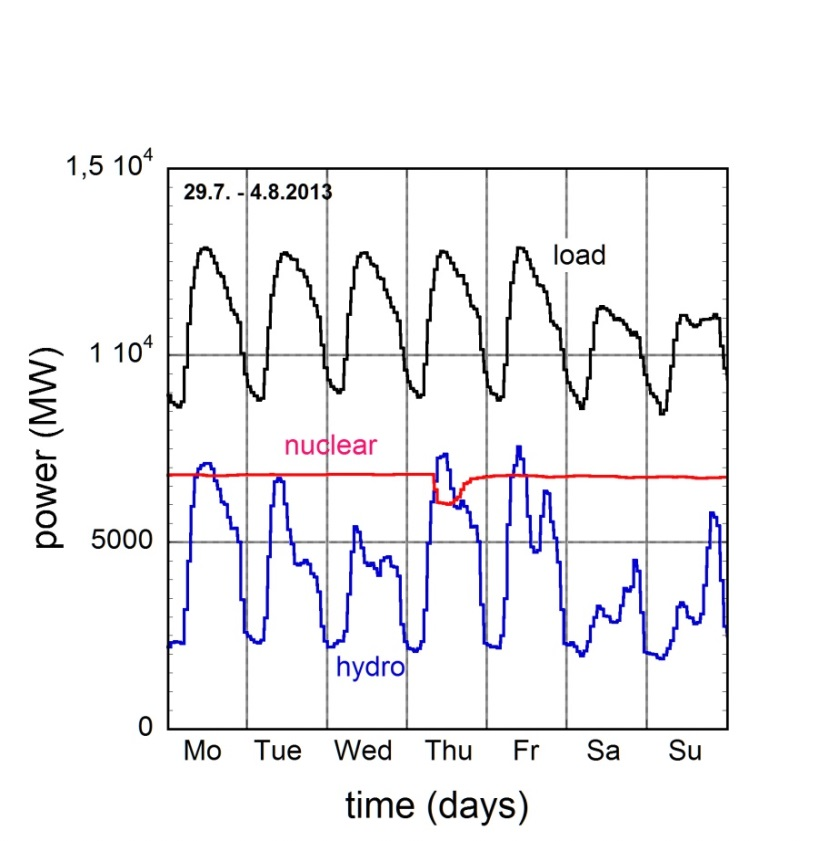 1,5 10⁴
29.7. - 4.8.2013
load
1 10⁴
nuclear
power (MW)
5000
hydro
0
Mo Tue Wed Thu Fr Sa Su
time (days)